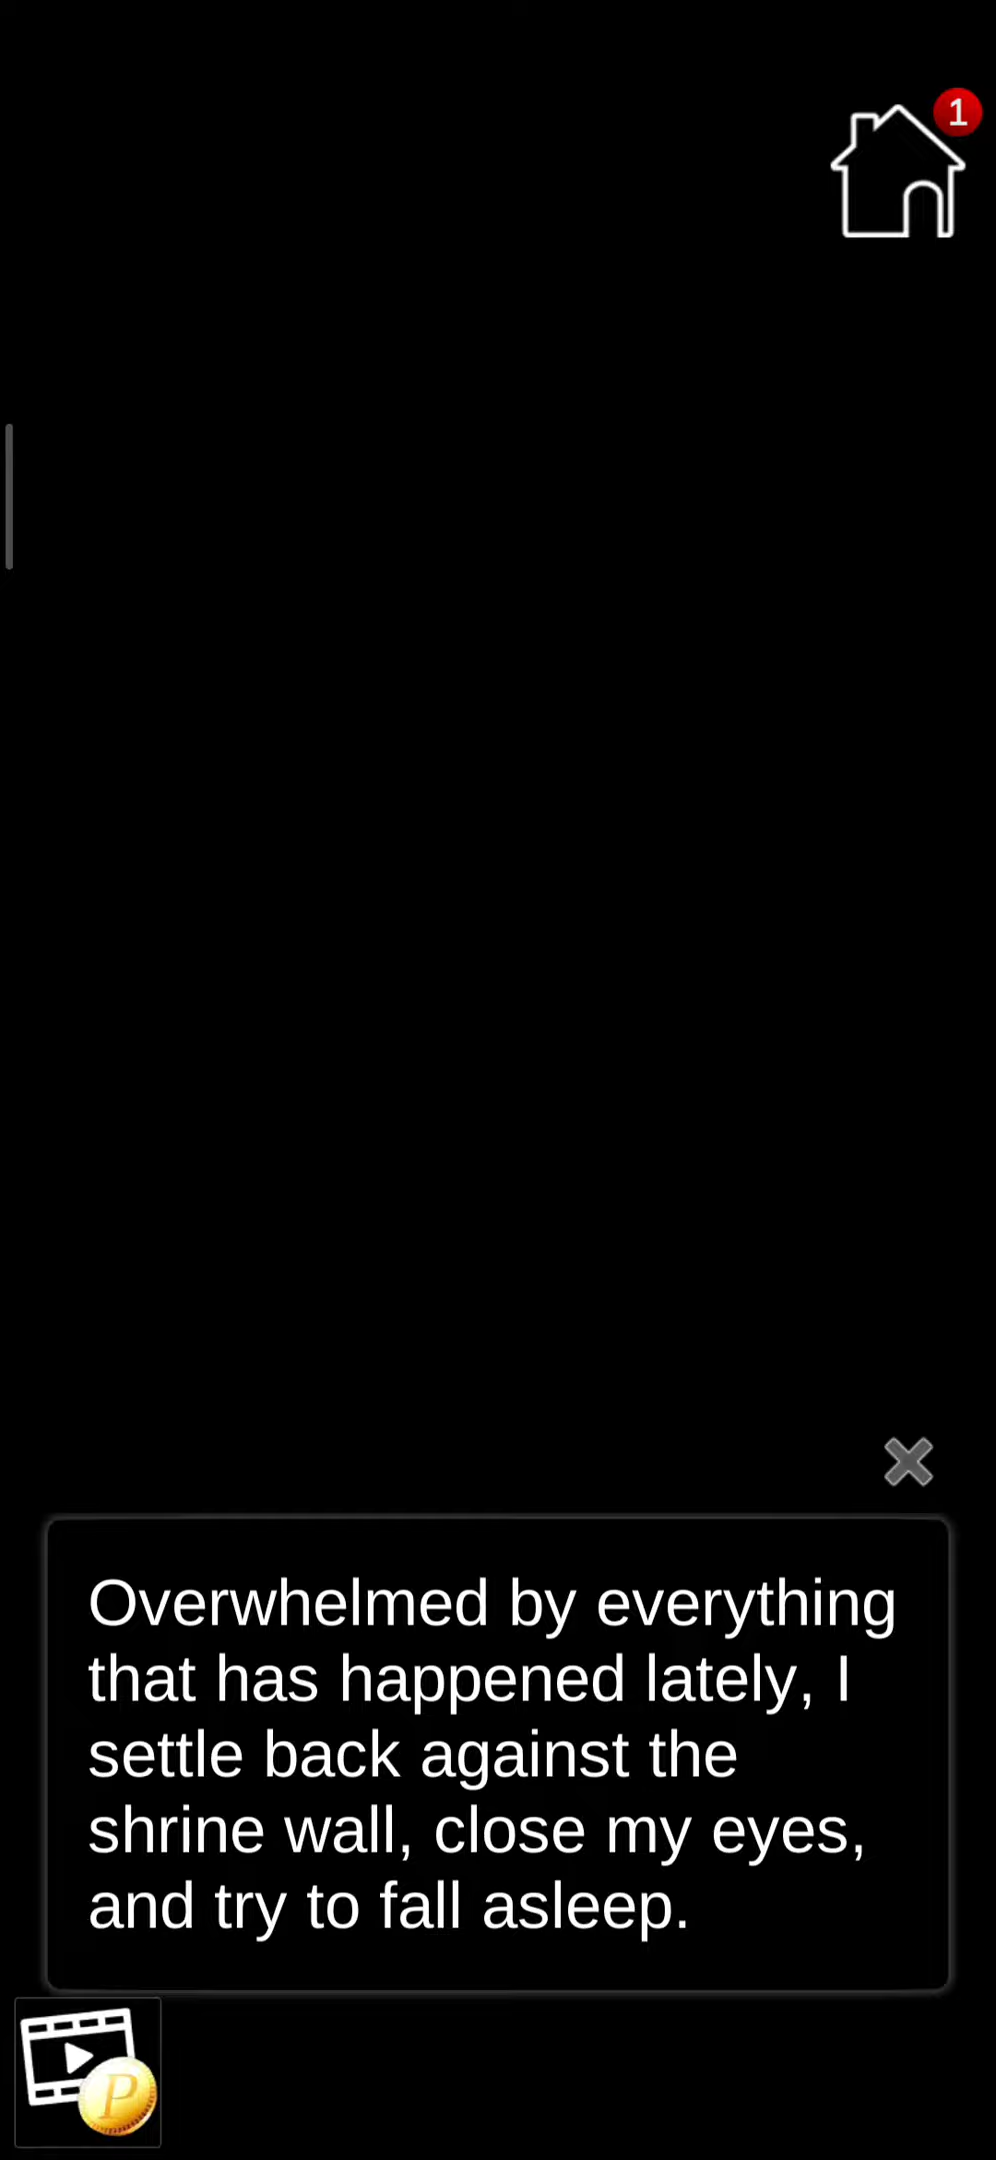 1
Overwhelmed by everything
that has happened lately, I
settle back against the
shrine wall, close my eyes,
and try to fall asleep.
P